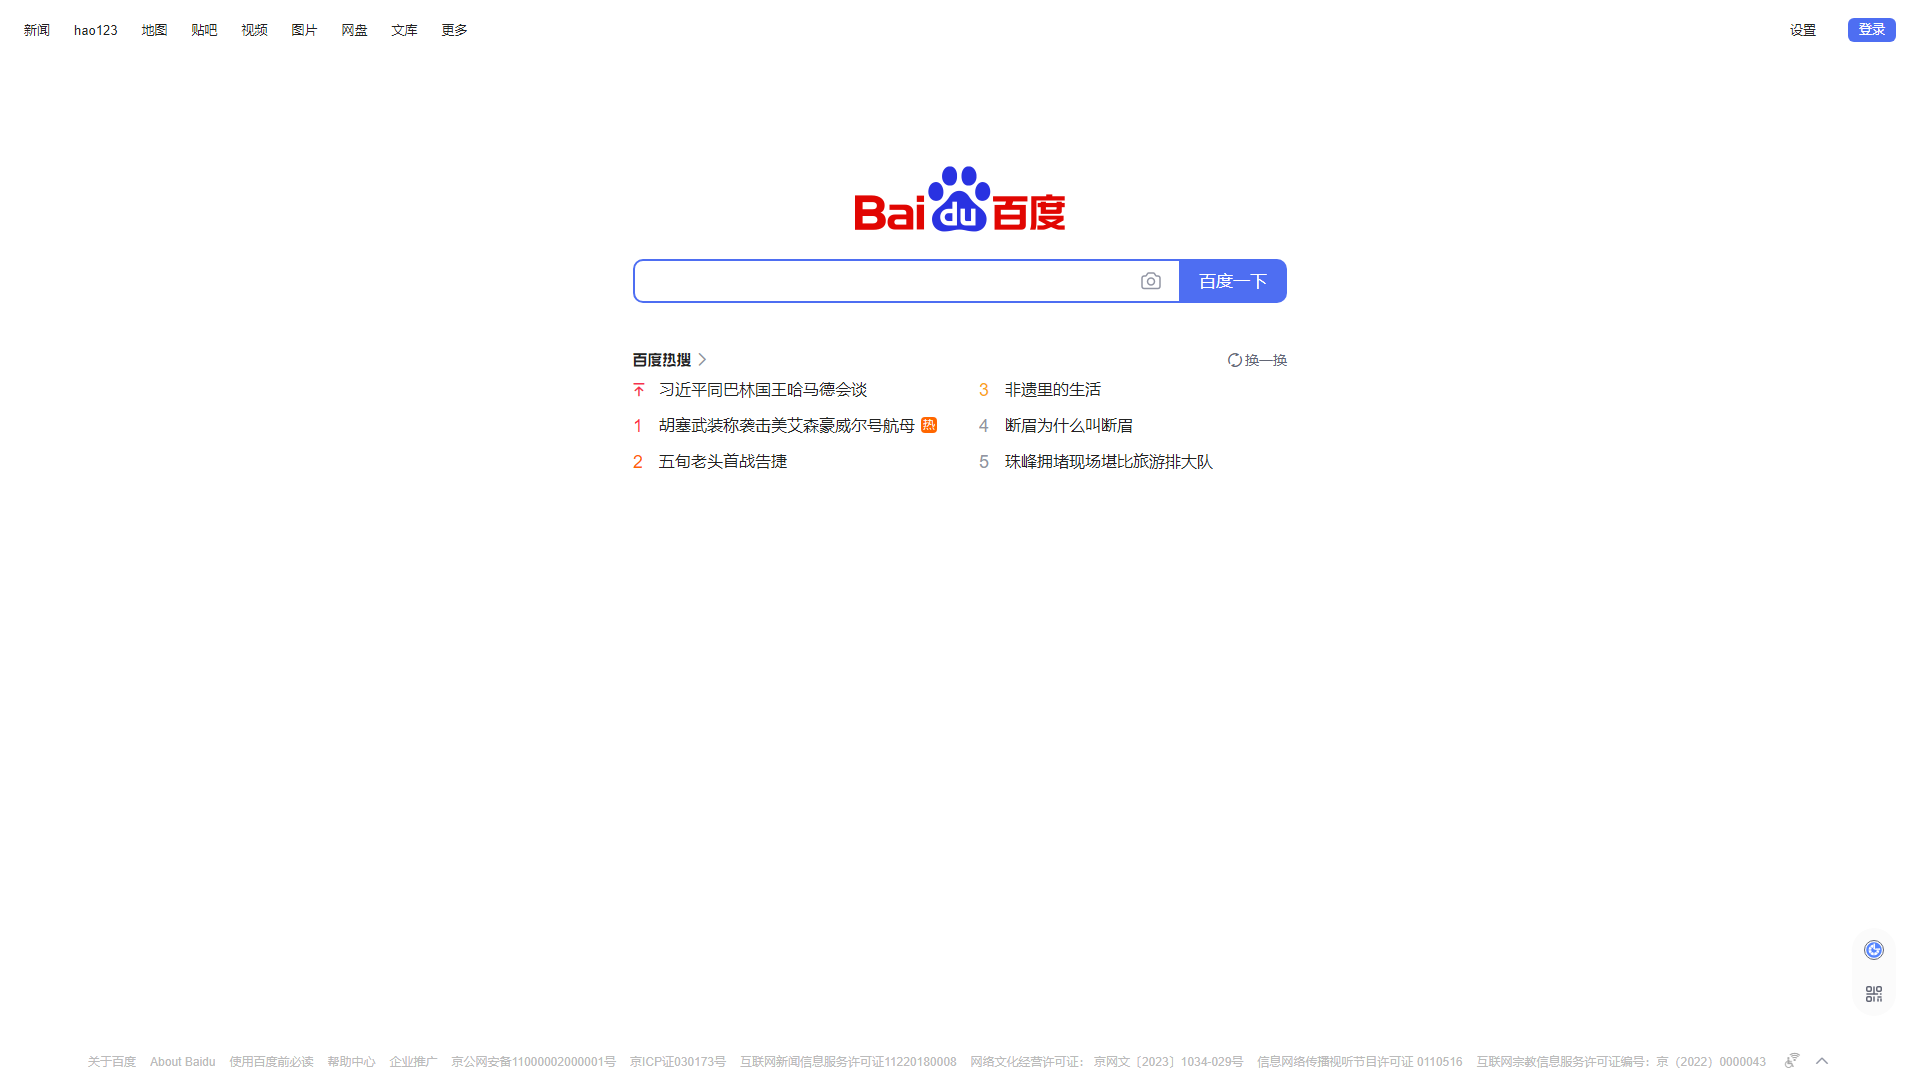 新闻 hao123 地图 贴吧 视频 图片 网盘 文库 更多 设置 登录
Bai du 百度
百度一下
百度热搜 换一换
习近平同巴林国王哈马德会谈
1 胡塞武装称袭击美艾森豪威尔号航母 热
2 五旬老头首战告捷
3 非遗里的生活
4 断眉为什么叫断眉
5 珠峰拥堵现场堪比旅游排大队
关于百度 About Baidu 使用百度前必读 帮助中心 企业推广 京公网安备11000002000001号 京ICP证030173号 互联网新闻信息服务许可证11220180008 网络文化经营许可证： 京网文〔2023〕1034-029号 信息网络传播视听节目许可证 0110516 互联网宗教信息服务许可证编号：京（2022）0000043